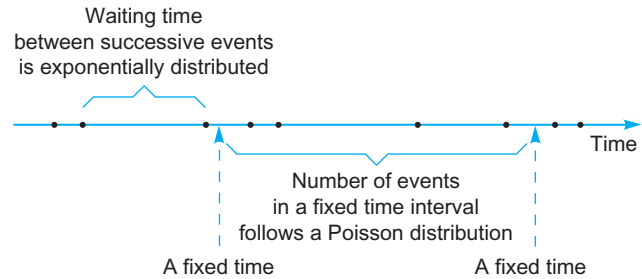 Waiting time
between successive events
is exponentially distributed
Time
Number of events
in a fixed time interval
follows a Poisson distribution
A fixed time
A fixed time